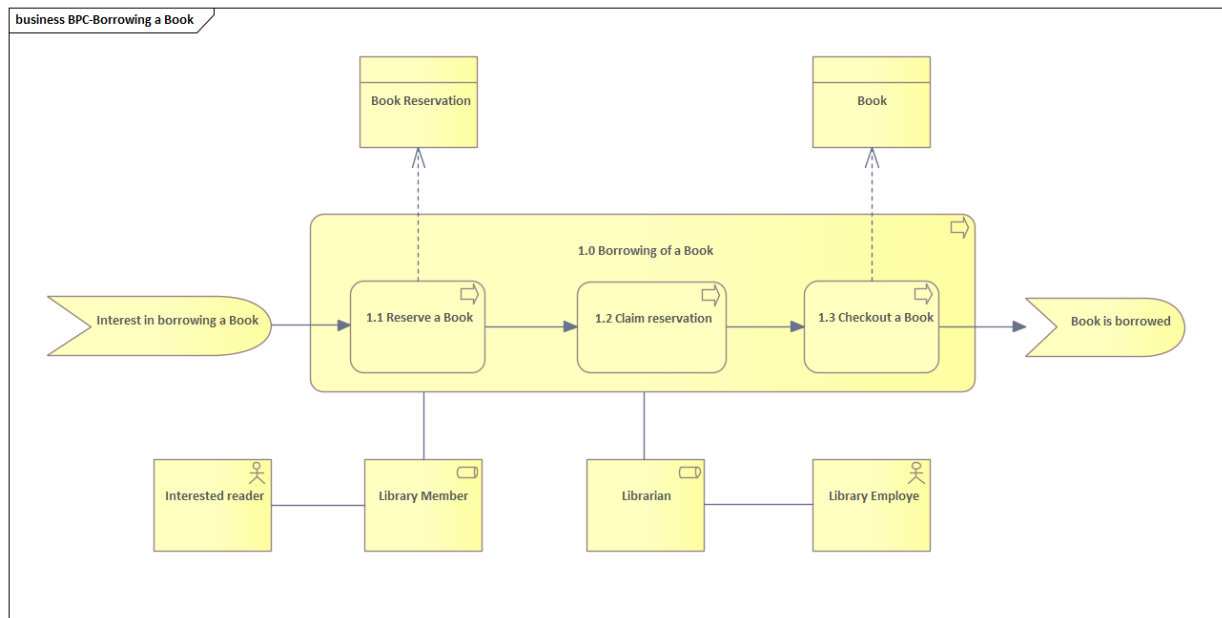 business BPC-Borrowing a Book
Book Reservation
Book
1.0 Borrowing of a Book
Interest in borrowing a Book
1.1 Reserve a Book
1.2 Claim reservation
1.3 Checkout a Book
Book is borrowed
Interested reader
Library Member
Librarian
Library Employe